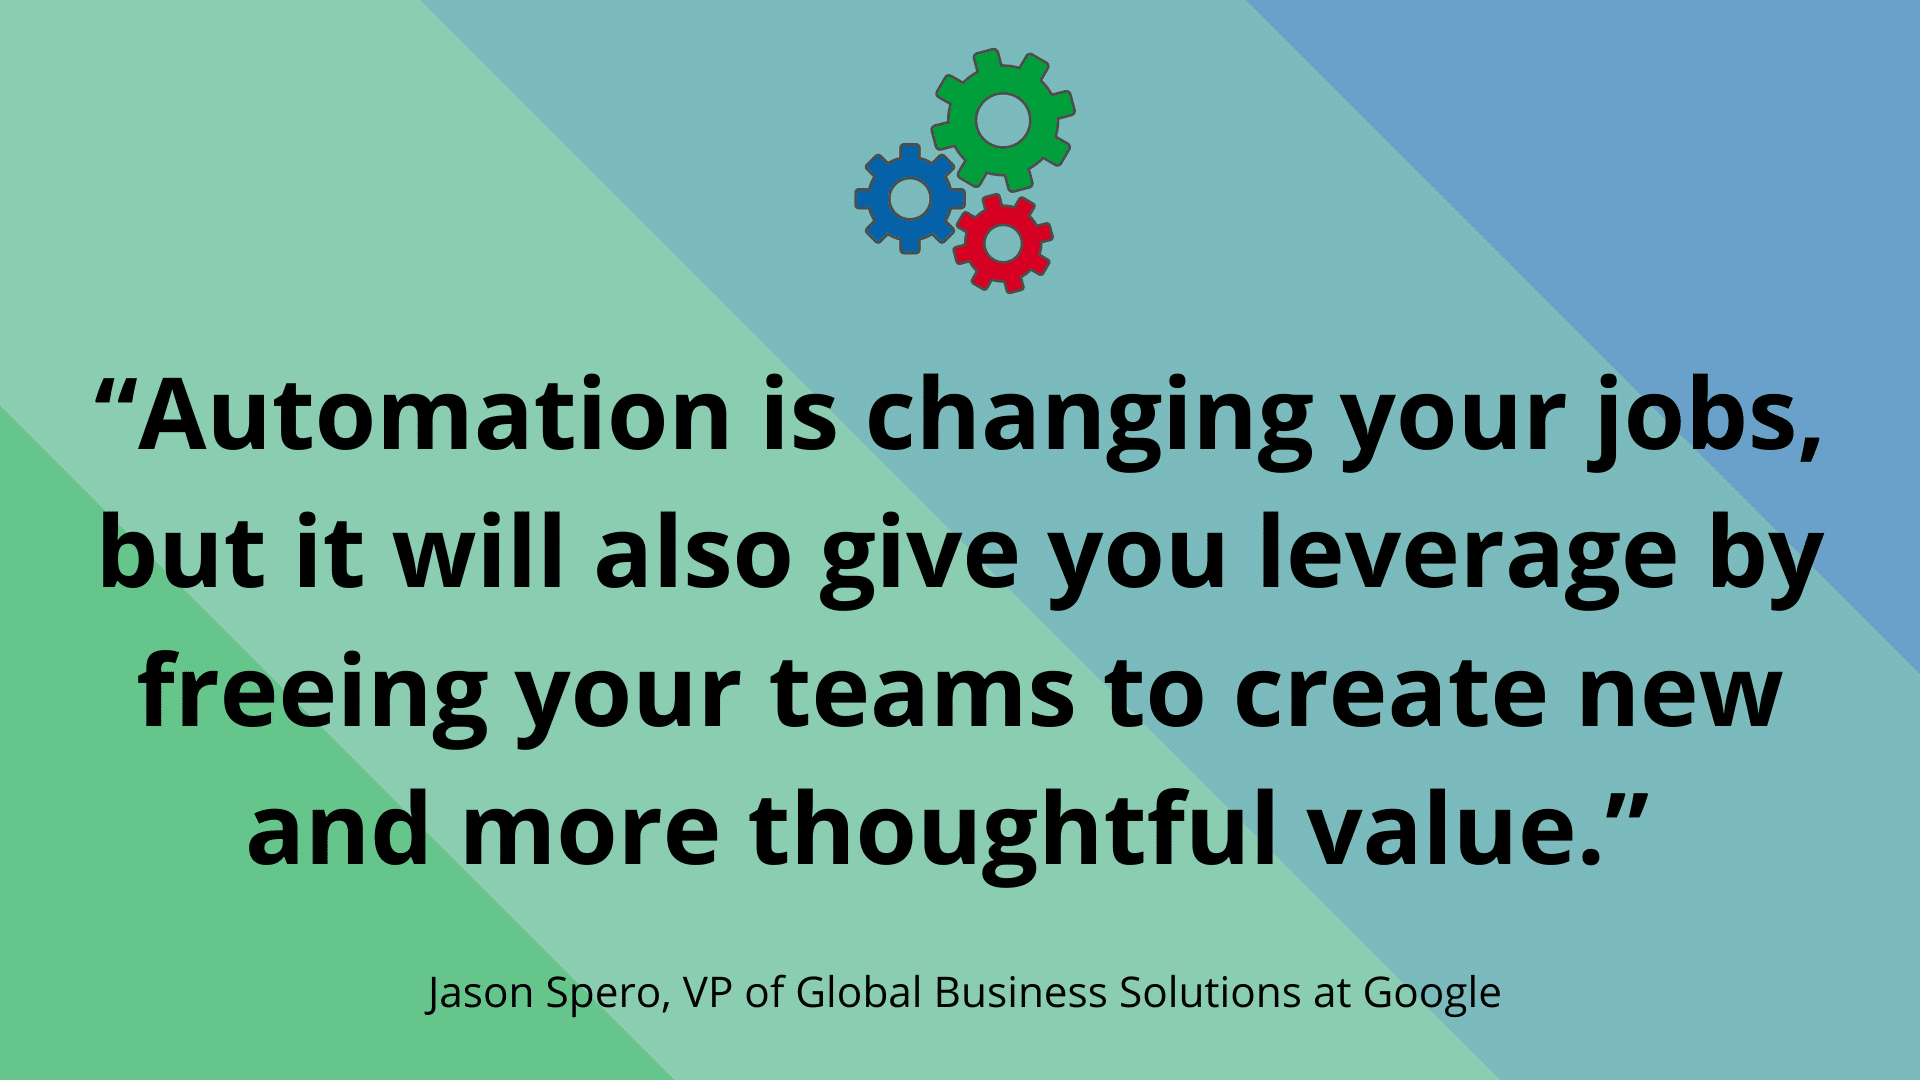 “Automation is changing your jobs,
but it will also give you leverage by
freeing your teams to create new
and more thoughtful value.”
Jason Spero, VP of Global Business Solutions at Google